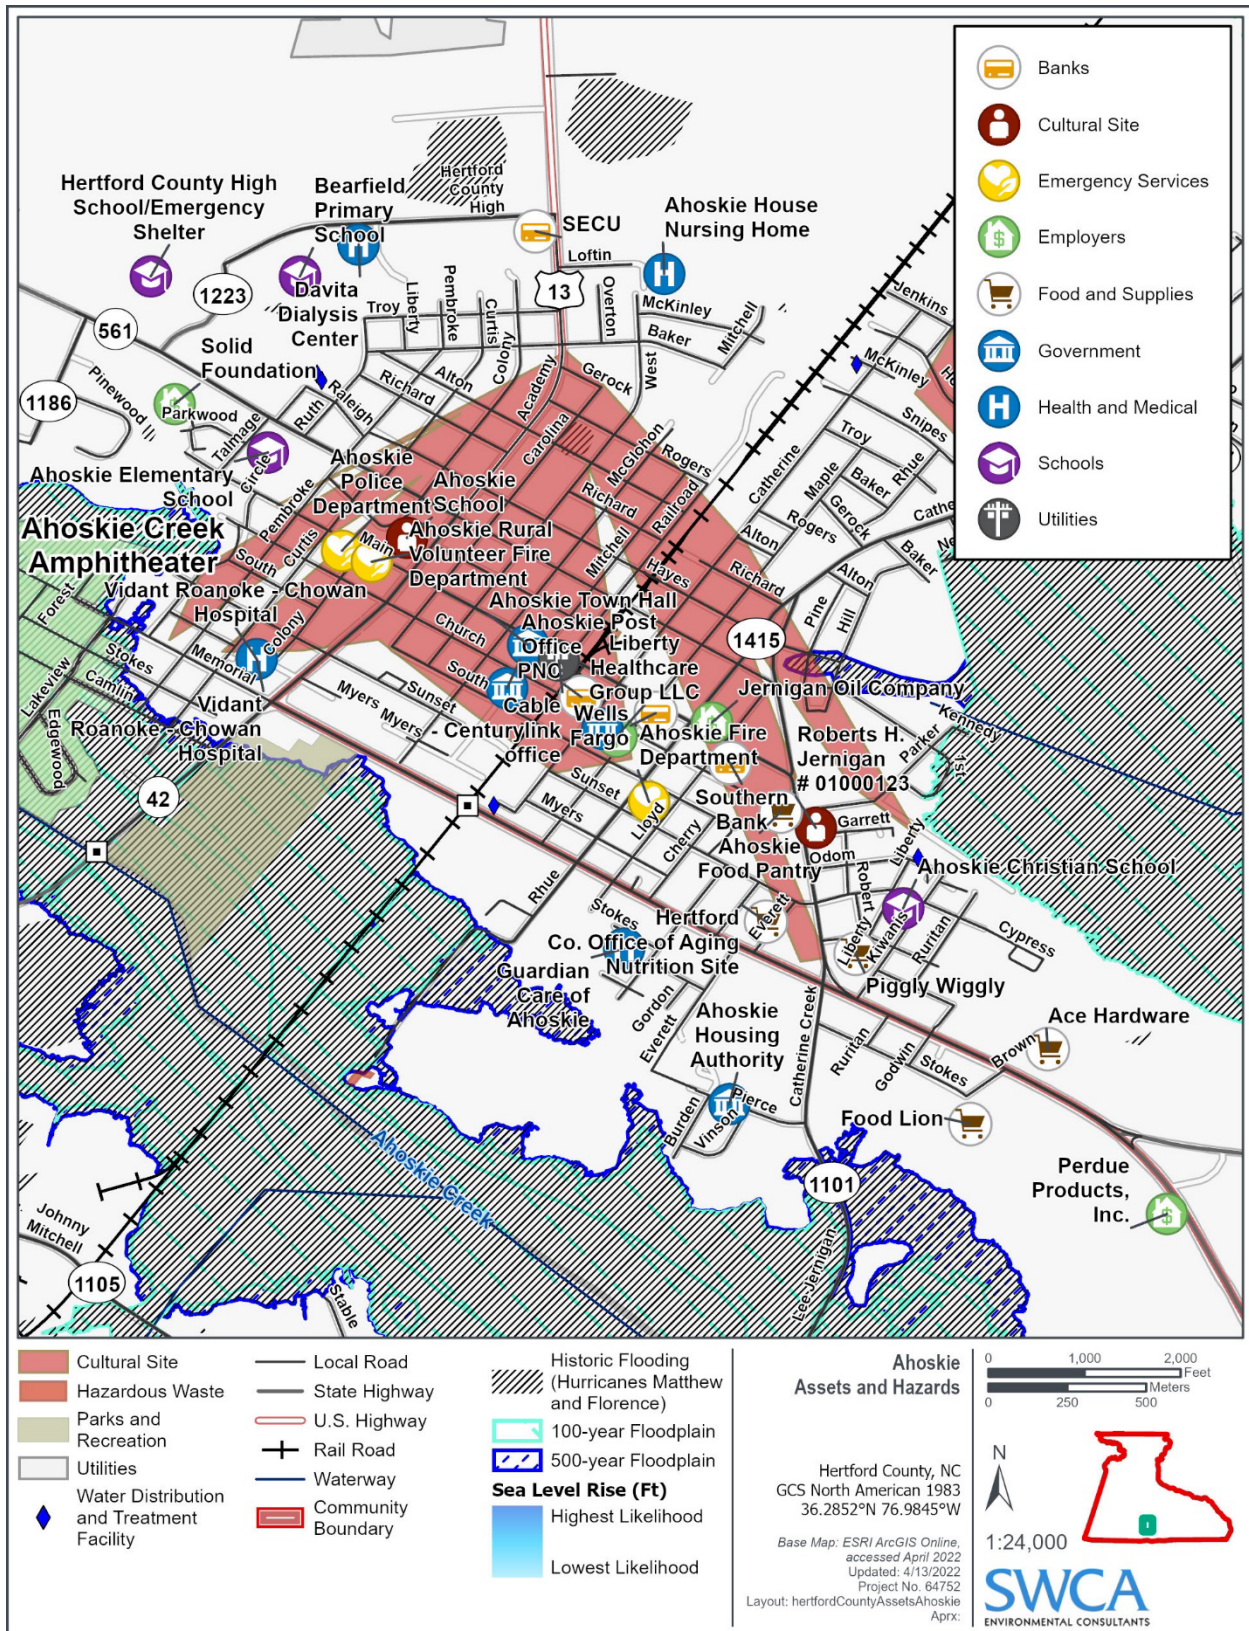 Banks
Cultural Site
Emergency Services
Employers
Food and Supplies
Government
Health and Medical
Schools
Utilities
Hertford County High
School/Emergency
Shelter
Bearfield
Primary
School
Hertford
County
High
SECU
Ahoskie House
Nursing Home
Loftin
1223
13
Davita
Dialysis
Center
Troy
Liberty
Pembroke
Curtis
Colony
Overton
McKinley
Baker
Mitchell
West
Jenkins
McKinley
561
Solid
Foundation
1186
Pinewood
Parkwood
Talmage
Ruth
Raleigh
Richard
Alton
Academy
Gerock
Carolina
McGlohon
Rogers
Snipes
Troy
Rhue
Maple
Baker
Catherine
Gerock
Rogers
Baker
Alton
Circle
Ahoskie Elementary
School
Ahoskie
Police
Department
Ahoskie
School
Ahoskie Rural
Volunteer Fire
Department
Pembroke
Main
Curtis
South
Richard
Railroad
Mitchell
Hayes
Richard
Alton
Pine
Hill
Ahoskie Creek
Amphitheater
Forest
Vidant Roanoke - Chowan
Hospital
Colony
Ahoskie Town Hall
Ahoskie Post
Office
Church
South
PNC
Liberty
Healthcare
Group LLC
1415
Jernigan Oil Company
Stokes
Memorial
Camlin
Lakeview
Edgewood
Vidant
Roanoke - Chowan
Hospital
Myers
Myers
Sunset
Cable
- Centurylink
office
Wells
Fargo
Ahoskie Fire
Department
Roberts H.
Jernigan
# 01000123
Kennedy
Parker
1st
42
Sunset
Myers
Lloyd
Cherry
Southern
Bank
Ahoskie
Food Pantry
Garrett
Odom
Robert
Liberty
Ahoskie Christian School
Rhue
Stokes
Everett
Hertford
Co. Office of Aging
Nutrition Site
Guardian
Care of
Ahoskie
Liberty
Kiwanis
Ruritan
Cypress
Piggly Wiggly
Gordon
Everett
Ahoskie
Housing
Authority
Catherine Creek
Ruritan
Godwin
Stokes
Brown
Ace Hardware
Burden
Vinson
Pierce
Food Lion
Ahoskie Creek
1101
Perdue
Products,
Inc.
Johnny
Mitchell
1105
Stable
Lee Jernigan
Cultural Site
Hazardous Waste
Parks and
Recreation
Utilities
Water Distribution
and Treatment
Facility
Local Road
State Highway
U.S. Highway
Rail Road
Waterway
Community
Boundary
Historic Flooding
(Hurricanes Matthew
and Florence)
100-year Floodplain
500-year Floodplain
Sea Level Rise (Ft)
Highest Likelihood
Lowest Likelihood
Ahoskie
Assets and Hazards
Hertford County, NC
GCS North American 1983
36.2852°N 76.9845°W
Base Map: ESRI ArcGIS Online,
accessed April 2022
Updated: 4/13/2022
Project No. 64752
Layout: hertfordCountyAssetsAhoskie
Aprx:
0 1,000 2,000
Feet
Meters
0 250 500
N
1:24,000
SWCA
ENVIRONMENTAL CONSULTANTS